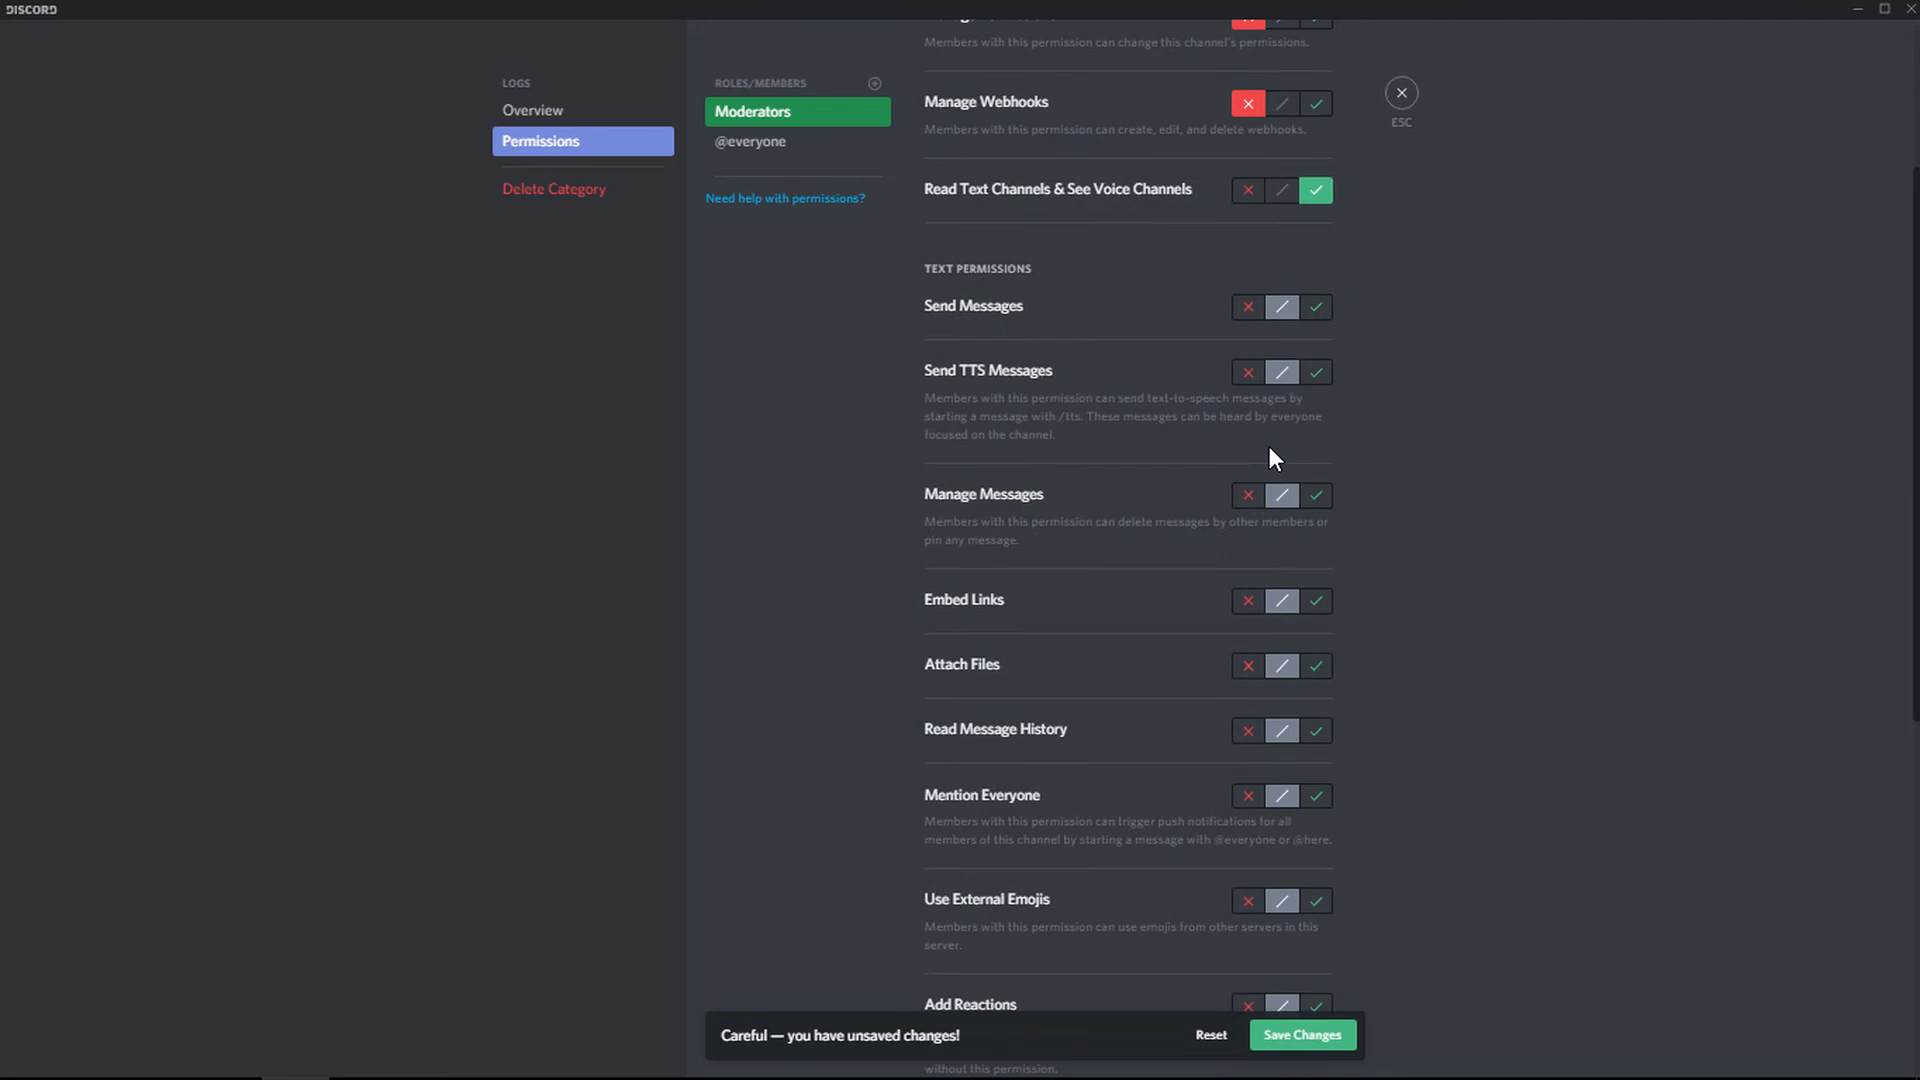 DISCORD
LOGS
Overview
Permissions
Delete Category
ROLES/MEMBERS
Moderators
@everyone
Need help with permissions?
Members with this permission can change this channel's permissions.
Manage Webhooks
Members with this permission can create, edit, and delete webhooks.
Read Text Channels & See Voice Channels
ESC
TEXT PERMISSIONS
Send Messages
Send TTS Messages
Members with this permission can send text-to-speech messages by
starting a message with /tts. These messages can be heard by everyone
focused on the channel.
Manage Messages
Members with this permission can delete messages by other members or
pin any message.
Embed Links
Attach Files
Read Message History
Mention Everyone
Members with this permission can trigger push notifications for all
members of this channel by starting a message with @everyone or @here.
Use External Emojis
Members with this permission can use emojis from other servers in this
server.
Add Reactions
Careful — you have unsaved changes!
Reset
Save Changes
without this permission.